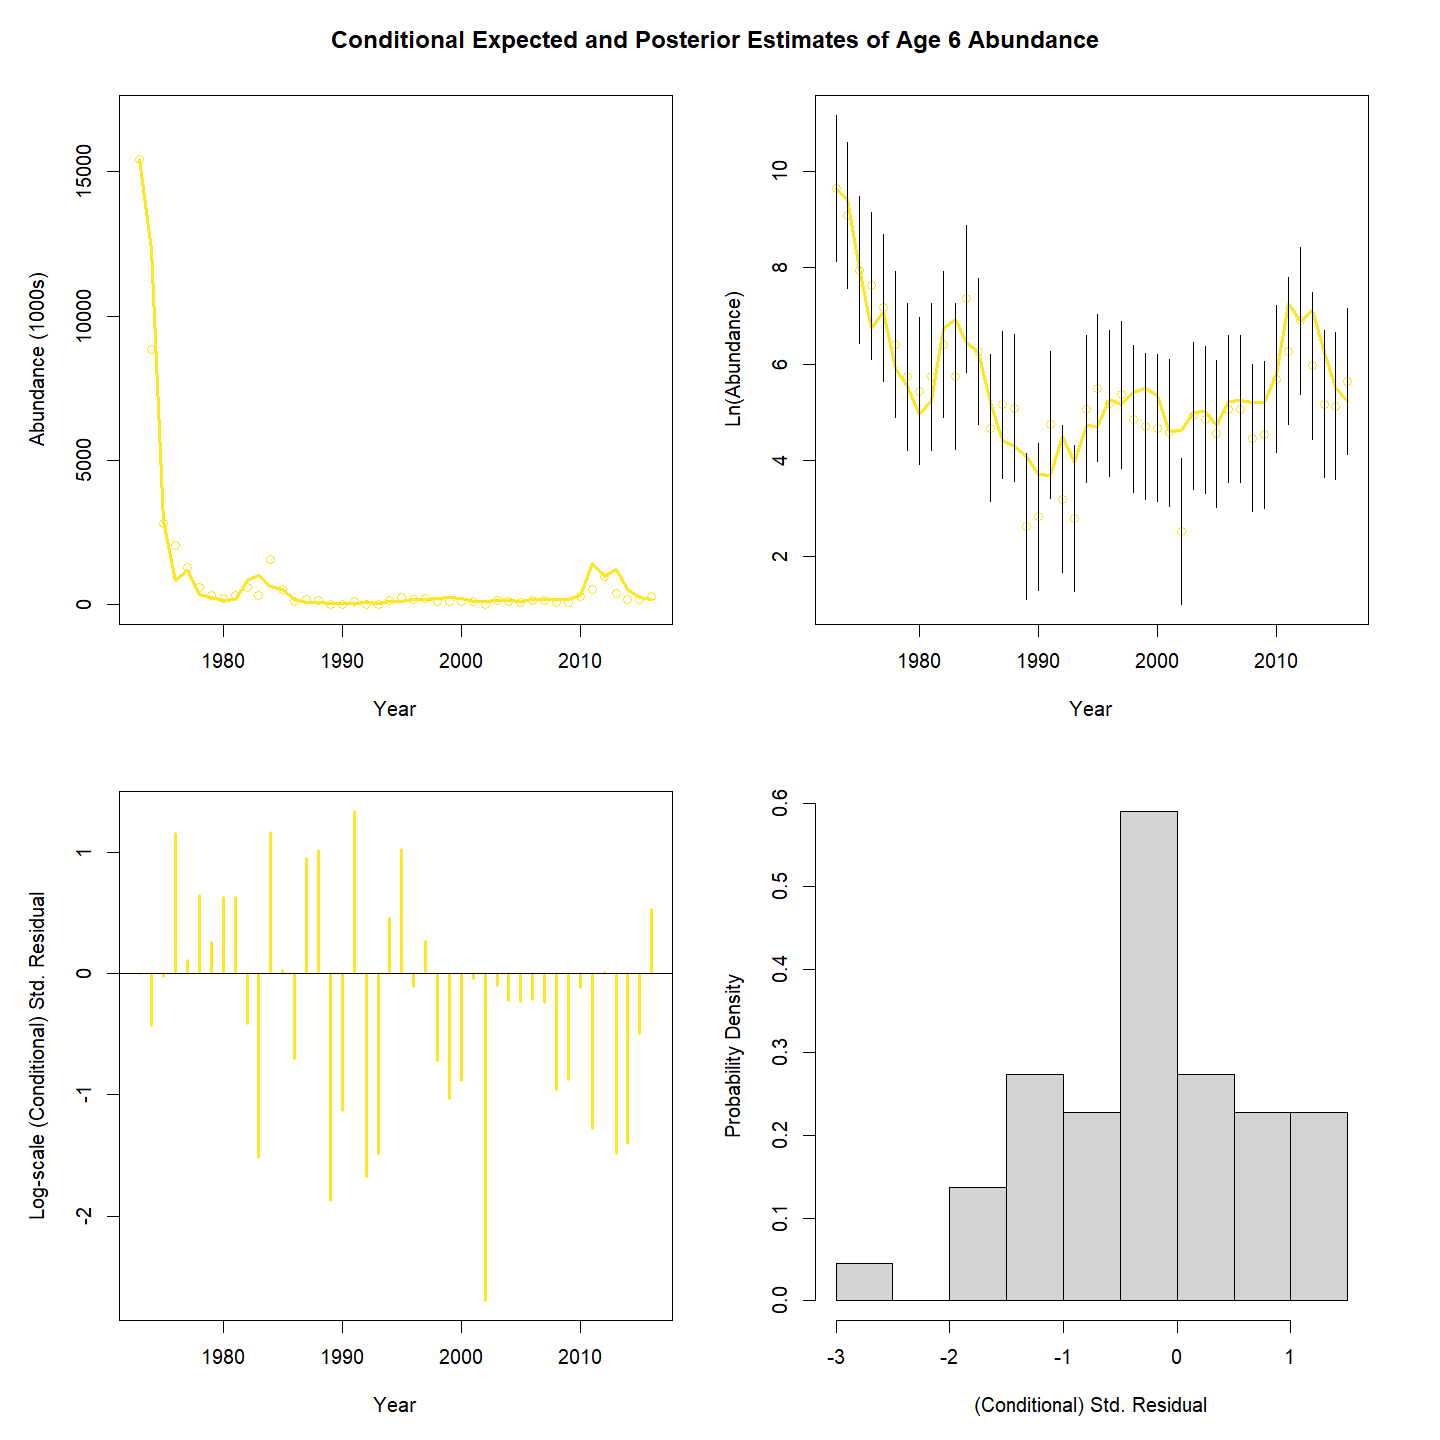 Conditional Expected and Posterior Estimates of Age 6 Abundance
Abundance (1000s)
15000
10000
5000
0
1980 1990 2000 2010
Year
Ln(Abundance)
10
8
6
4
2
1980 1990 2000 2010
Year
Log-scale (Conditional) Std. Residual
1
0
-1
-2
1980 1990 2000 2010
Year
Probability Density
0.6
0.5
0.4
0.3
0.2
0.1
0.0
-3 -2 -1 0 1
(Conditional) Std. Residual